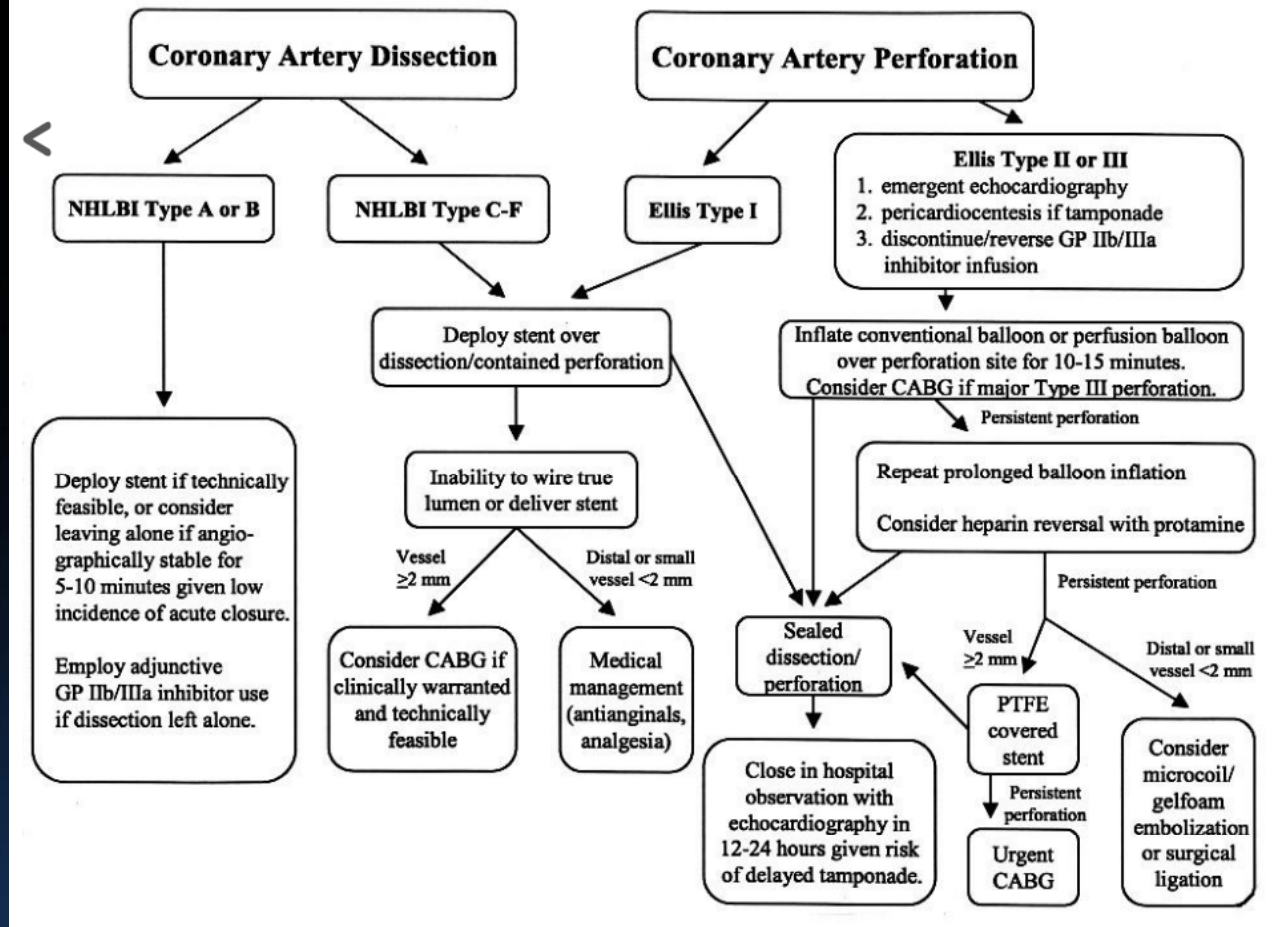 Coronary Artery Dissection
Coronary Artery Perforation
NHLBI Type A or B
NHLBI Type C-F
Ellis Type I
Ellis Type II or III
1. emergent echocardiography
2. pericardiocentesis if tamponade
3. discontinue/reverse GP IIb/IIIa
inhibitor infusion
Deploy stent over
dissection/contained perforation
Inflate conventional balloon or perfusion balloon
over perforation site for 10-15 minutes.
Consider CABG if major Type III perforation.
Persistent perforation
Deploy stent if technically
feasible, or consider
leaving alone if angio-
graphically stable for
5-10 minutes given low
incidence of acute closure.
Employ adjunctive
GP IIb/IIIa inhibitor use
if dissection left alone.
Inability to wire true
lumen or deliver stent
Repeat prolonged balloon inflation
Consider heparin reversal with protamine
Vessel
≥2 mm
Distal or small
vessel <2 mm
Persistent perforation
Consider CABG if
clinically warranted
and technically
feasible
Medical
management
(antianginals,
analgesia)
Sealed
dissection/
perforation
Vessel
≥2 mm
Distal or small
vessel <2 mm
PTFE
covered
stent
Close in hospital
observation with
echocardiography in
12-24 hours given risk
of delayed tamponade.
Persistent
perforation
Urgent
CABG
Consider
microcoil/
gelfoam
embolization
or surgical
ligation